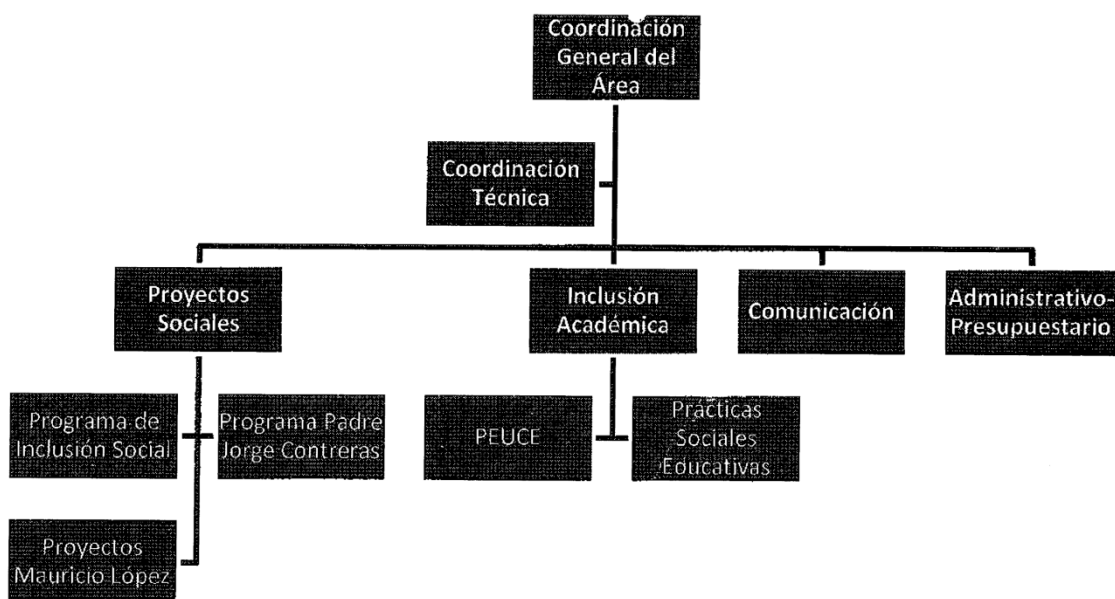 Coordinación
General del
Área
Coordinación
Técnica
Proyectos
Sociales
Inclusión
Académica
Comunicación
Administrativo-
Presupuestario
Programa de
Inclusión Social
Programa Padre
Jorge Contreras
PEUCE
Prácticas
Sociales
Educativas
Proyectos
Mauricio López